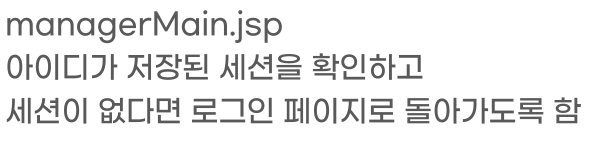 managerMain.jsp
아이디가 저장된 세션을 확인하고
세션이 없다면 로그인 페이지로 돌아가도록 함